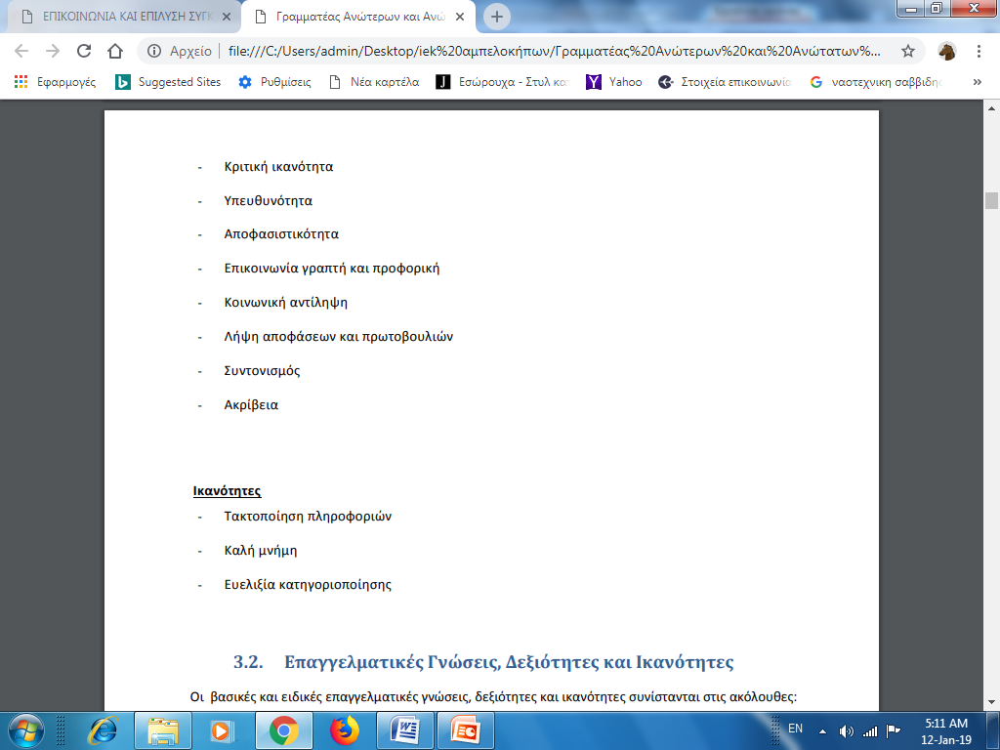 ΕΠΙΚΟΙΝΩΝΙΑ ΚΑΙ ΕΠΙΛΥΣΗ ΣΥΓΚ
Γραμματέας Ανώτερων και Ανώ
Αρχείο
file:///C:/Users/admin/Desktop/iek%20αμπελοκήπων/Γραμματέας%20Ανώτερων%20και%20Ανώτατων%...
Εφαρμογές Suggested Sites Ρυθμίσεις Νέα καρτέλα Εσώρουχα - Στυλ κα Yahoo Στοιχεία επικοινωνία ναοτεχνικη σαββιδης »
- Κριτική ικανότητα
- Υπευθυνότητα
- Αποφασιστικότητα
- Επικοινωνία γραπτή και προφορική
- Κοινωνική αντίληψη
- Λήψη αποφάσεων και πρωτοβουλιών
- Συντονισμός
- Ακρίβεια
Ικανότητες
- Τακτοποίηση πληροφοριών
- Καλή μνήμη
- Ευελιξία κατηγοριοποίησης
3.2. Επαγγελματικές Γνώσεις, Δεξιότητες και Ικανότητες
Οι βασικές και ειδικές επαγγελματικές γνώσεις, δεξιότητες και ικανότητες συνίστανται στις ακόλουθες:
EN
5:11 AM
12-Jan-19